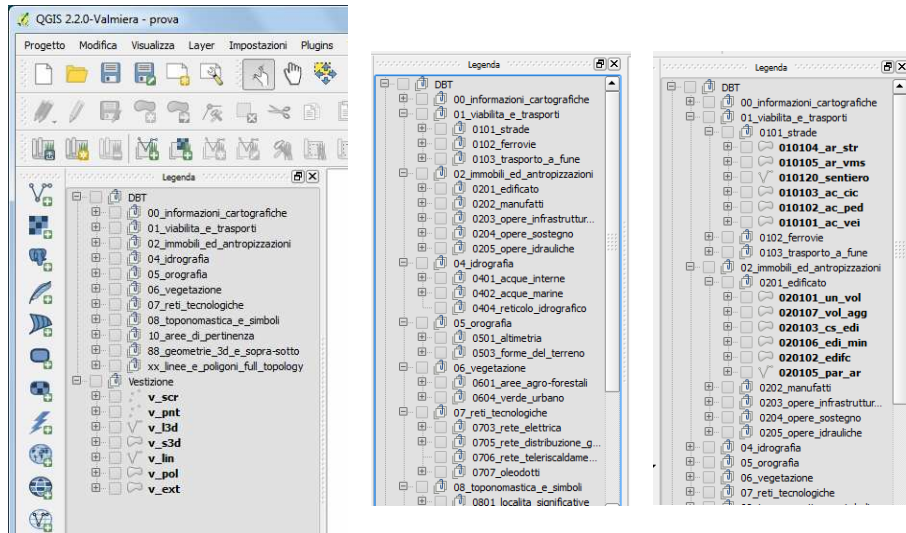 QGIS 2.2.0-Valmiera - prova
Progetto Modifica Visualizza Layer Impostazioni Plugins
Legenda
DBT
00_informazioni_cartografiche
01_viabilita_e_trasporti
02_immobili_ed_antropizzazioni
04_idrografia
05_orografia
06_vegetazione
07_reti_tecnologiche
08_toponomastica_e_simboli
10_aree_di_pertinenza
88_geometrie_3d_e_sopra-sotto
xx_linee_e_poligoni_full_topology
Vestizione
v_scr
v_pnt
v_l3d
v_s3d
v_lin
v_pol
v_ext
Legenda
DBT
00_informazioni_cartografiche
01_viabilita_e_trasporti
0101_strade
0102_ferrovie
0103_trasporto_a_fune
02_immobili_ed_antropizzazioni
0201_edificato
0202_manufatti
0203_opere_infrastruttur...
0204_opere_sostegno
0205_opere_idrauliche
04_idrografia
0401_acque_interne
0402_acque_marine
0404_reticolo_idrografico
05_orografia
0501_altimetria
0503_forme_del_terreno
06_vegetazione
0601_aree_agro-forestali
0604_verde_urbano
07_reti_tecnologiche
0703_rete_elettrica
0705_rete_distribuzione_g...
0706_rete_teleriscaldame...
0707_oleodotti
08_toponomastica_e_simboli
0801_localita_significative
Legenda
DBT
00_informazioni_cartografiche
01_viabilita_e_trasporti
0101_strade
010104_ar_str
010105_ar_vms
010120_sentiero
010103_ac_cic
010102_ac_ped
010101_ac_vei
0102_ferrovie
0103_trasporto_a_fune
02_immobili_ed_antropizzazioni
0201_edificato
020101_un_vol
020107_vol_agg
020103_cs_edi
020106_edi_min
020102_edifc
020105_par_ar
0202_manufatti
0203_opere_infrastruttur...
0204_opere_sostegno
0205_opere_idrauliche
04_idrografia
05_orografia
06_vegetazione
07_reti_tecnologiche